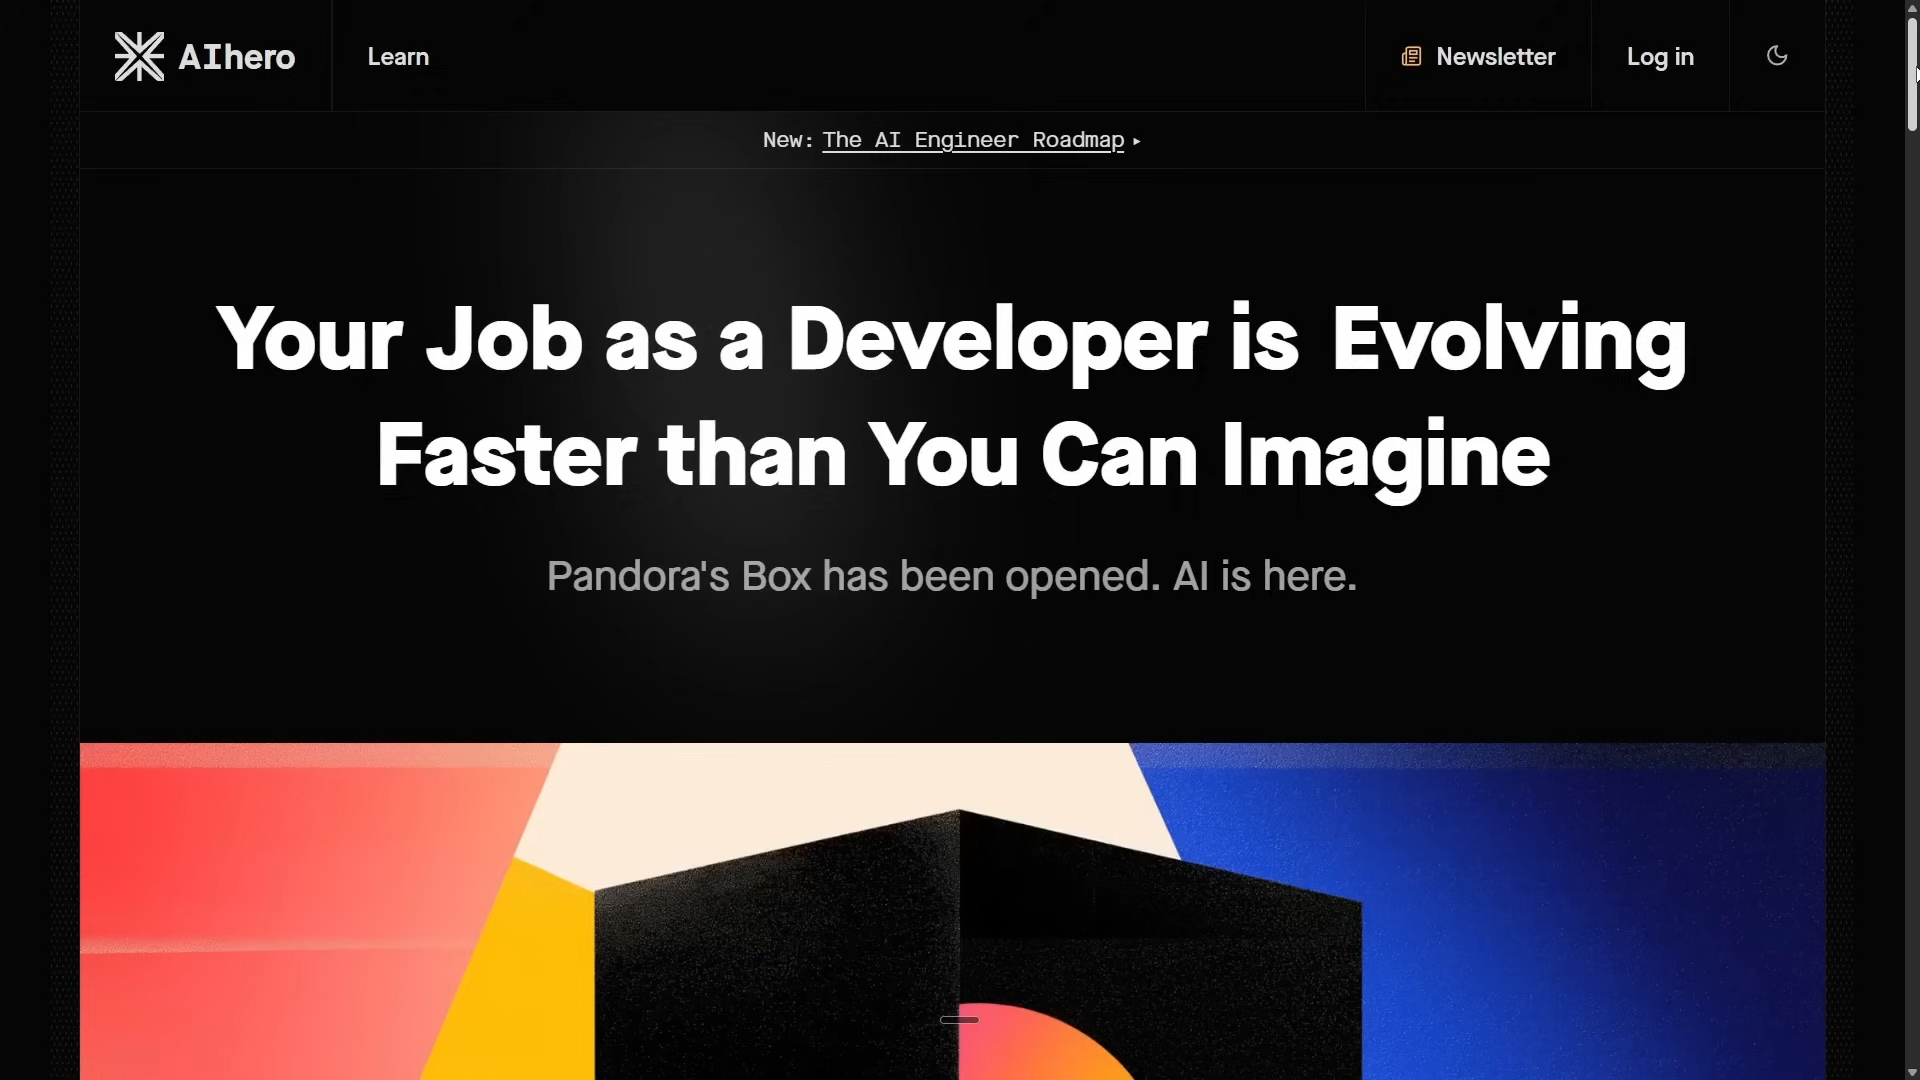 AIhero
Learn
Newsletter
Log in
New: The AI Engineer Roadmap ▸
Your Job as a Developer is Evolving
Faster than You Can Imagine
Pandora's Box has been opened. AI is here.